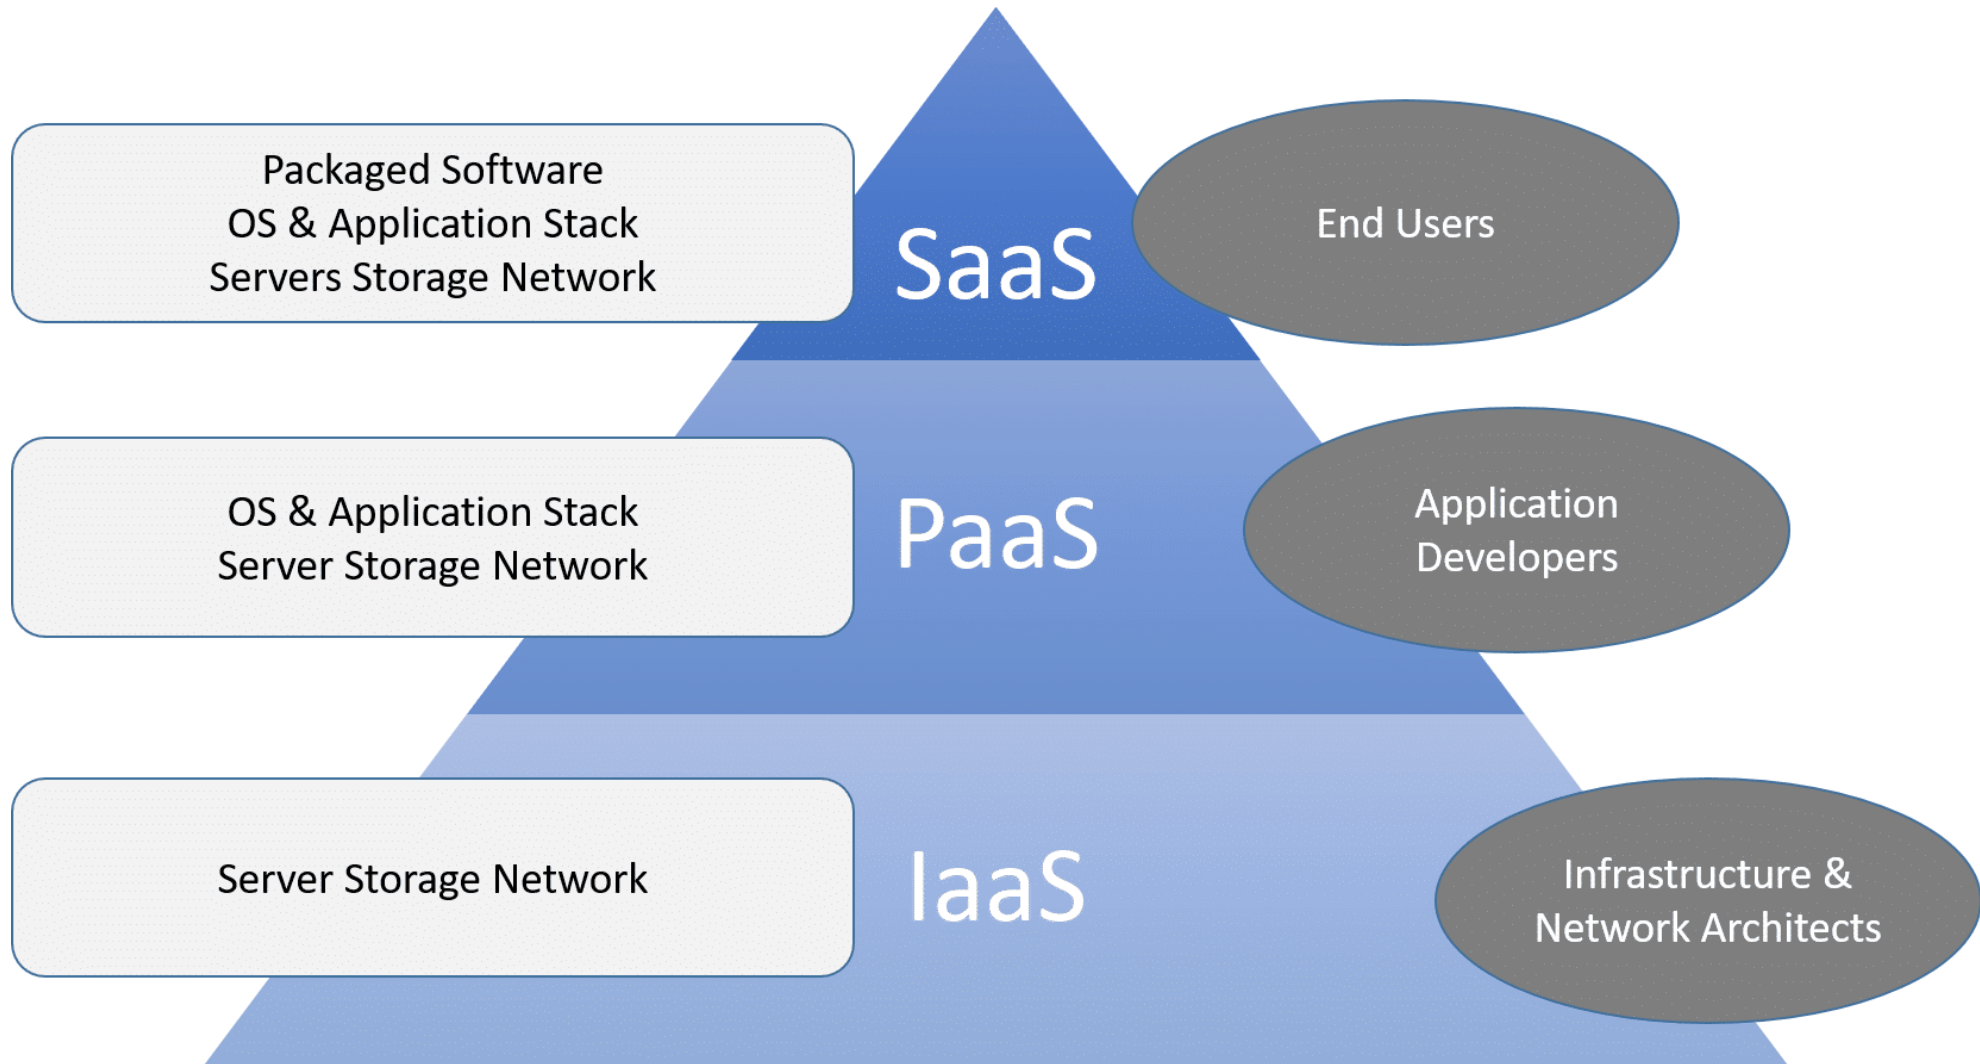 Packaged Software
OS & Application Stack
Servers Storage Network
SaaS
End Users
OS & Application Stack
Server Storage Network
PaaS
Application
Developers
Server Storage Network
IaaS
Infrastructure &
Network Architects